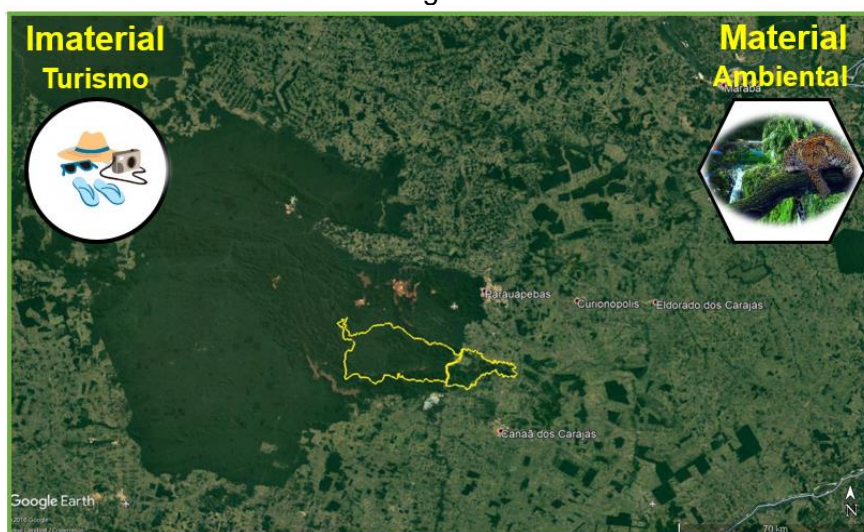 Imaterial
Turismo
Material
Ambiental
Marabá
Parauapebas
Curionópolis
Eldorado dos Carajás
Canaã dos Carajás
Google Earth
70 km
N